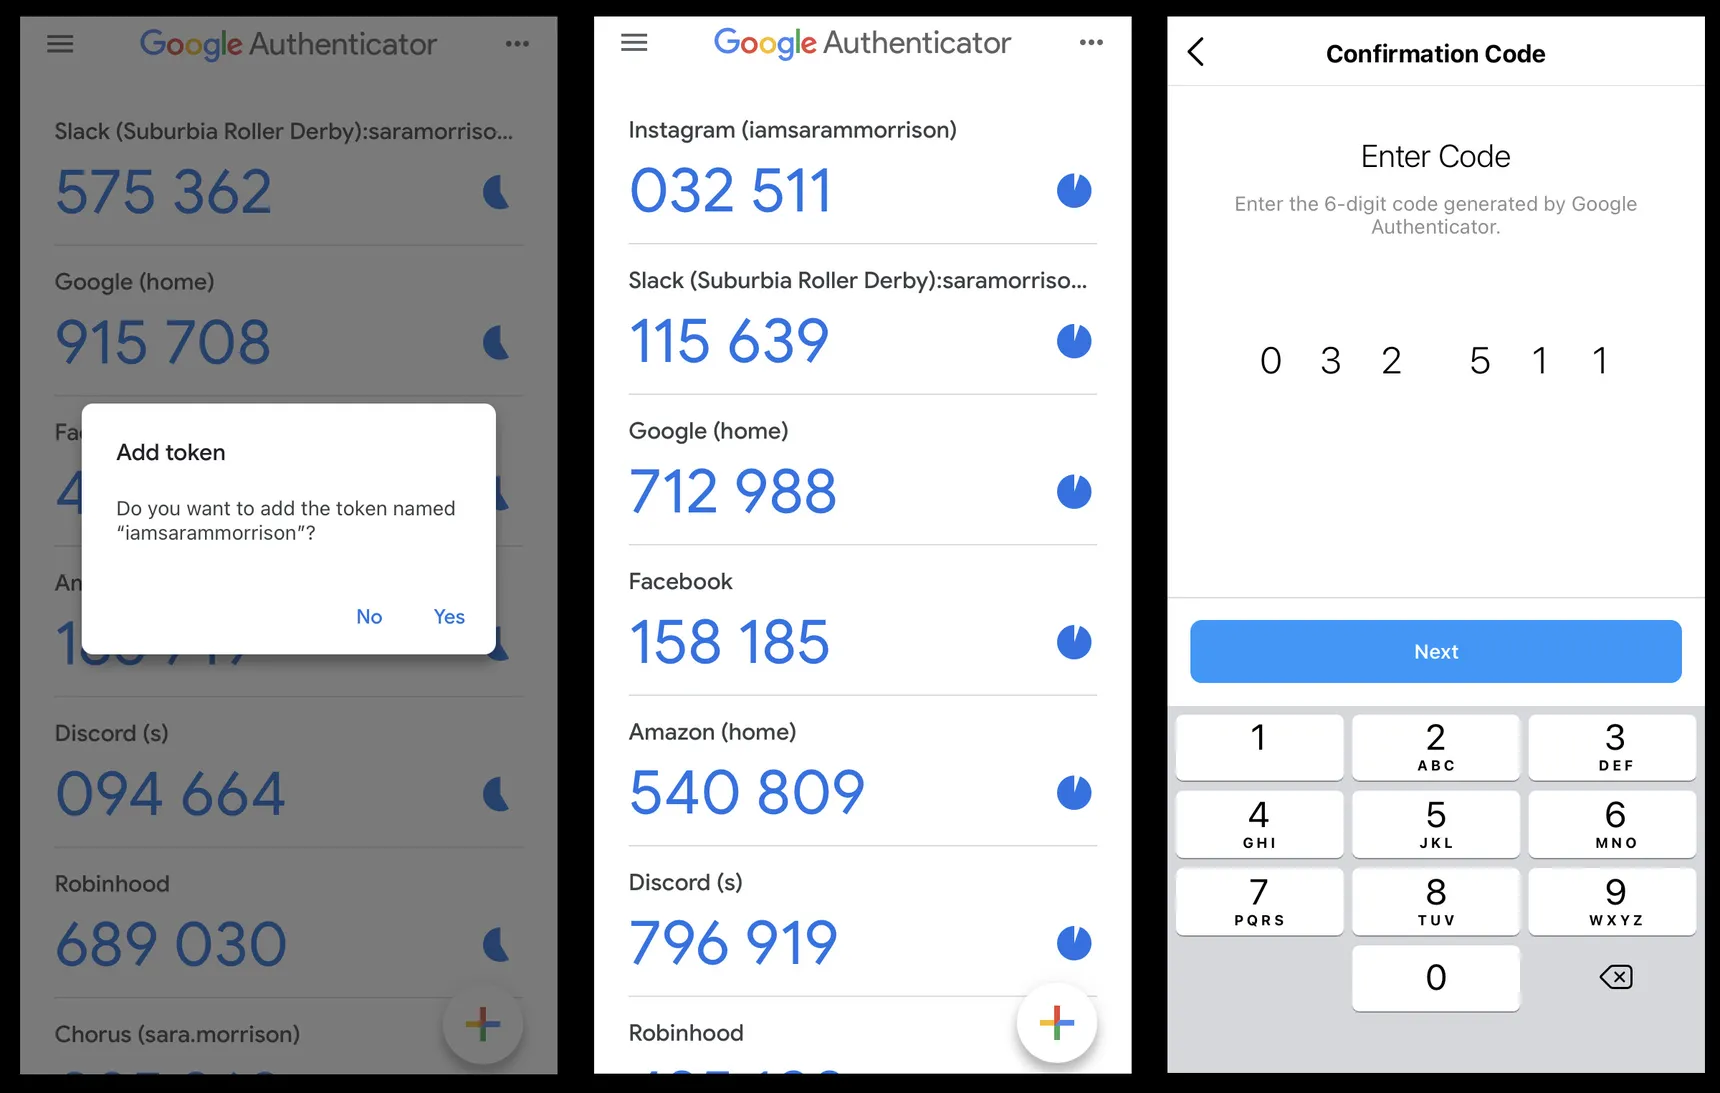 Google Authenticator
Slack (Suburbia Roller Derby):saramorriso...
575 362
Google (home)
915 708
Fa
4
Add token
Do you want to add the token named
“iamsarammorrison”?
No Yes
An
Discord (s)
094 664
Robinhood
689 030
Chorus (sara.morrison)
Google Authenticator
Instagram (iamsarammorrison)
032 511
Slack (Suburbia Roller Derby):saramorriso...
115 639
Google (home)
712 988
Facebook
158 185
Amazon (home)
540 809
Discord (s)
796 919
Robinhood
Confirmation Code
Enter Code
Enter the 6-digit code generated by Google
Authenticator.
0 3 2 5 1 1
Next
1 2 3
ABC DEF
4 5 6
GHI JKL MNO
7 8 9
PQRS TUV WXYZ
0